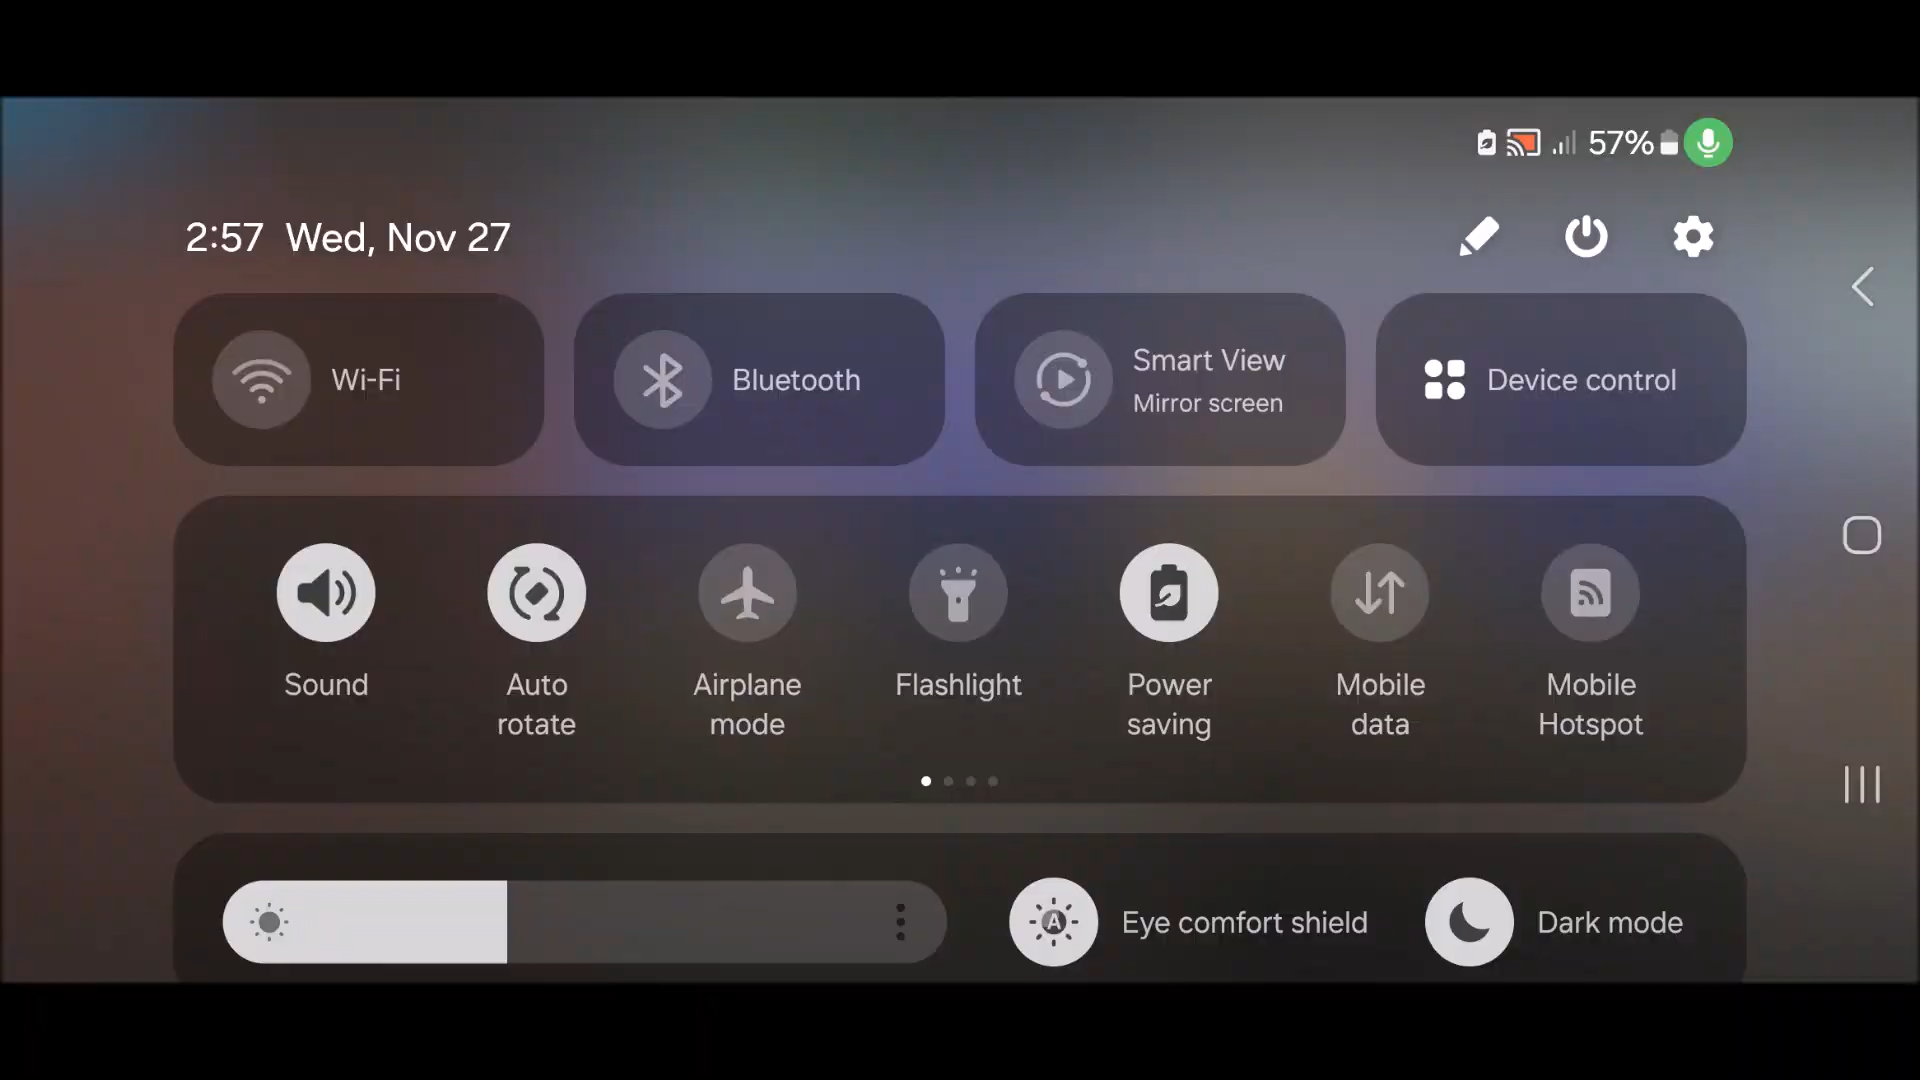 57%
2:57 Wed, Nov 27
Wi-Fi
Bluetooth
Smart View
Mirror screen
Device control
Sound
Auto
rotate
Airplane
mode
Flashlight
Power
saving
Mobile
data
Mobile
Hotspot
A
Eye comfort shield
Dark mode